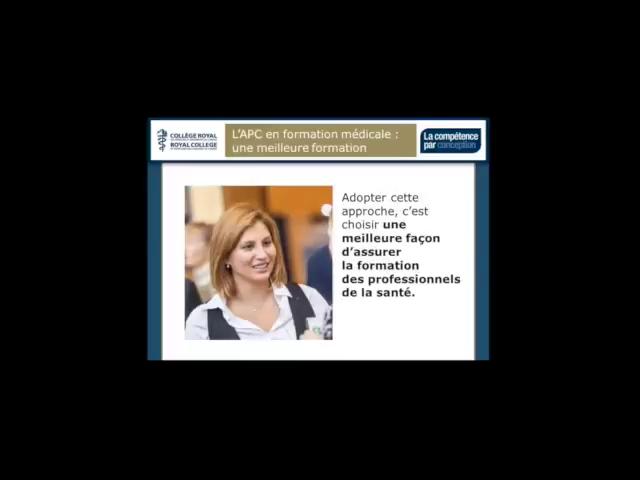 COLLÈGE ROYAL
ROYAL COLLEGE
L'APC en formation médicale :
une meilleure formation
La compétence
par conception
Adopter cette
approche, c'est
choisir une
meilleure façon
d'assurer
la formation
des professionnels
de la santé.